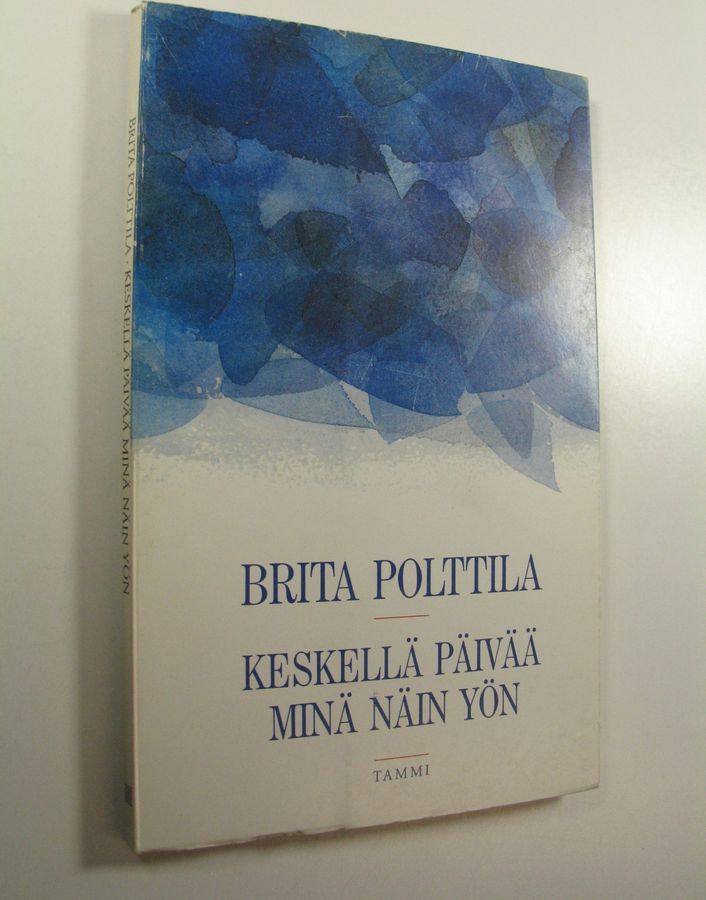 BRITA POLTTILA · KESKELLÄ PÄIVÄÄ MINÄ NÄIN YÖN
BRITA POLTTILA
KESKELLÄ PÄIVÄÄ
MINÄ NÄIN YÖN
TAMMI